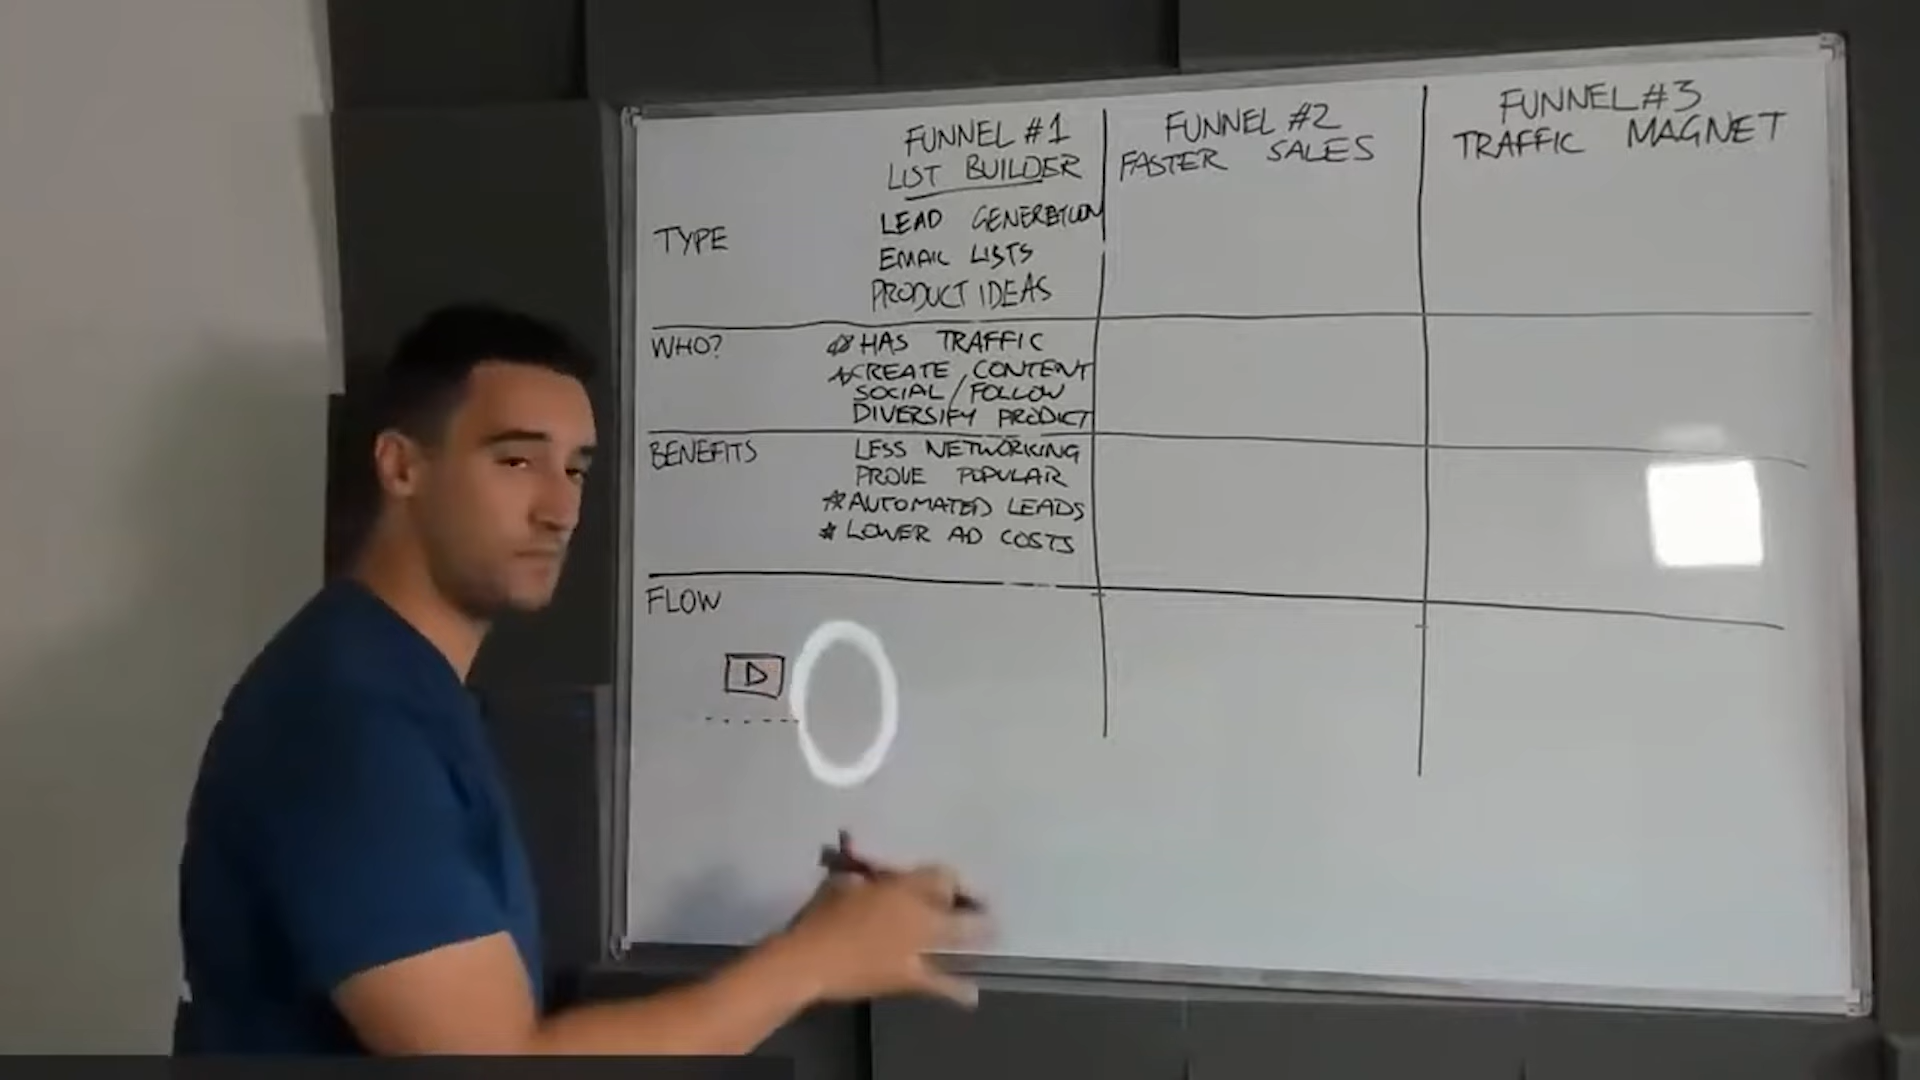 FUNNEL #1
LIST BUILDER
FUNNEL #2
FASTER SALES
FUNNEL #3
TRAFFIC MAGNET
TYPE
LEAD GENERATION
EMAIL LISTS
PRODUCT IDEAS
WHO?
HAS TRAFFIC
CREATE CONTENT
SOCIAL / FOLLOW
DIVERSIFY PRODUCT
BENEFITS
LESS NETWORKING
PROVE POPULAR
* AUTOMATED LEADS
* LOWER AD COSTS
FLOW